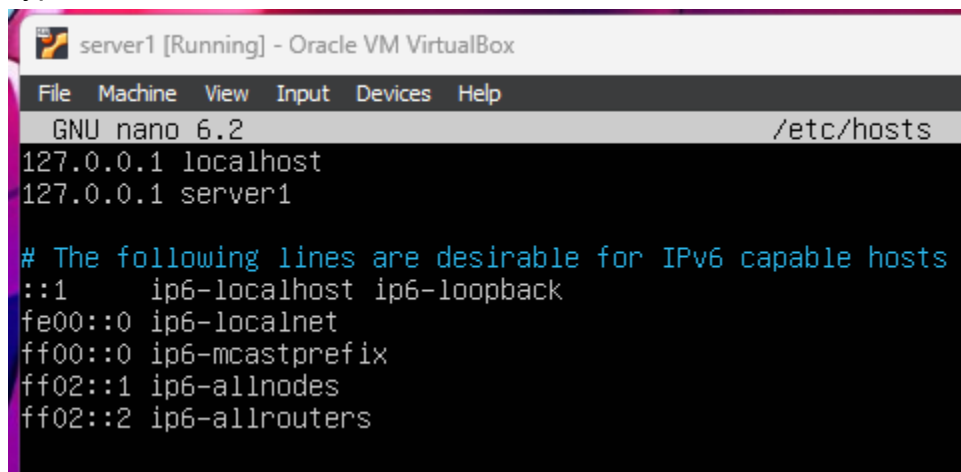 server1 [Running] - Oracle VM VirtualBox
File Machine View Input Devices Help
GNU nano 6.2 /etc/hosts
127.0.0.1 localhost
127.0.0.1 server1
# The following lines are desirable for IPv6 capable hosts
::1     ip6-localhost ip6-loopback
fe00::0 ip6-localnet
ff00::0 ip6-mcastprefix
ff02::1 ip6-allnodes
ff02::2 ip6-allrouters